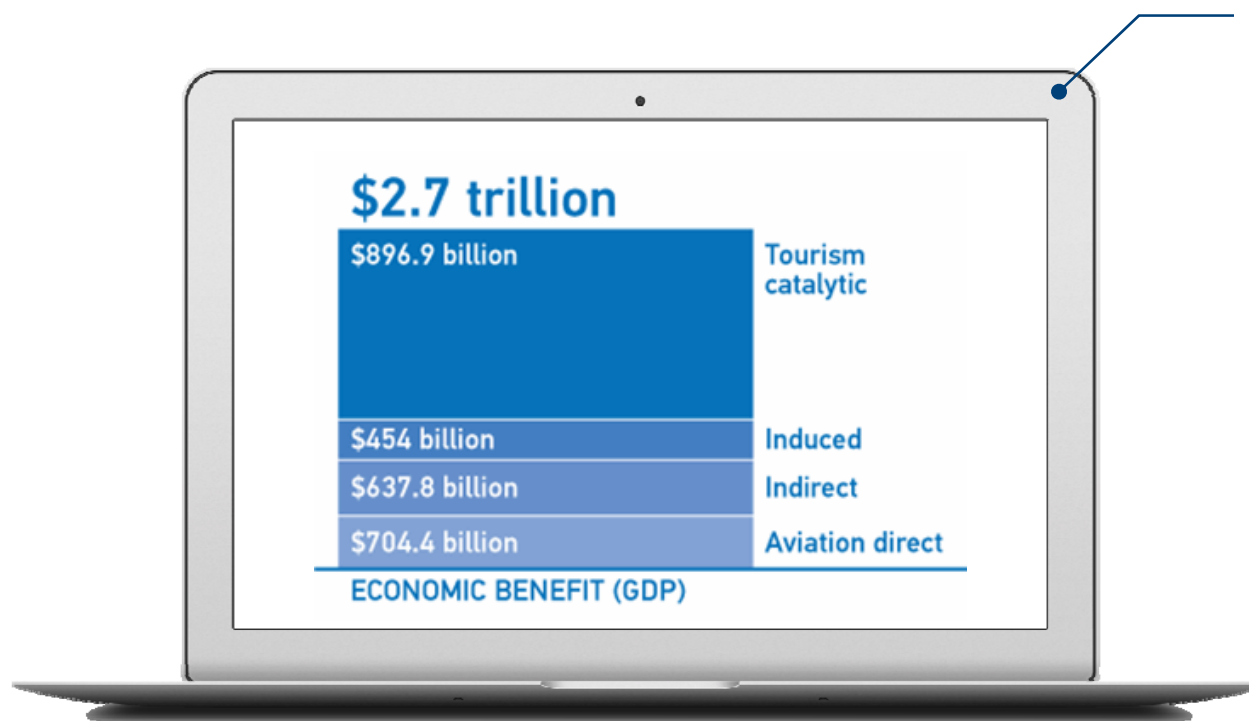 $2.7 trillion
$896.9 billion
Tourism
catalytic
$454 billion
Induced
$637.8 billion
Indirect
$704.4 billion
Aviation direct
ECONOMIC BENEFIT (GDP)